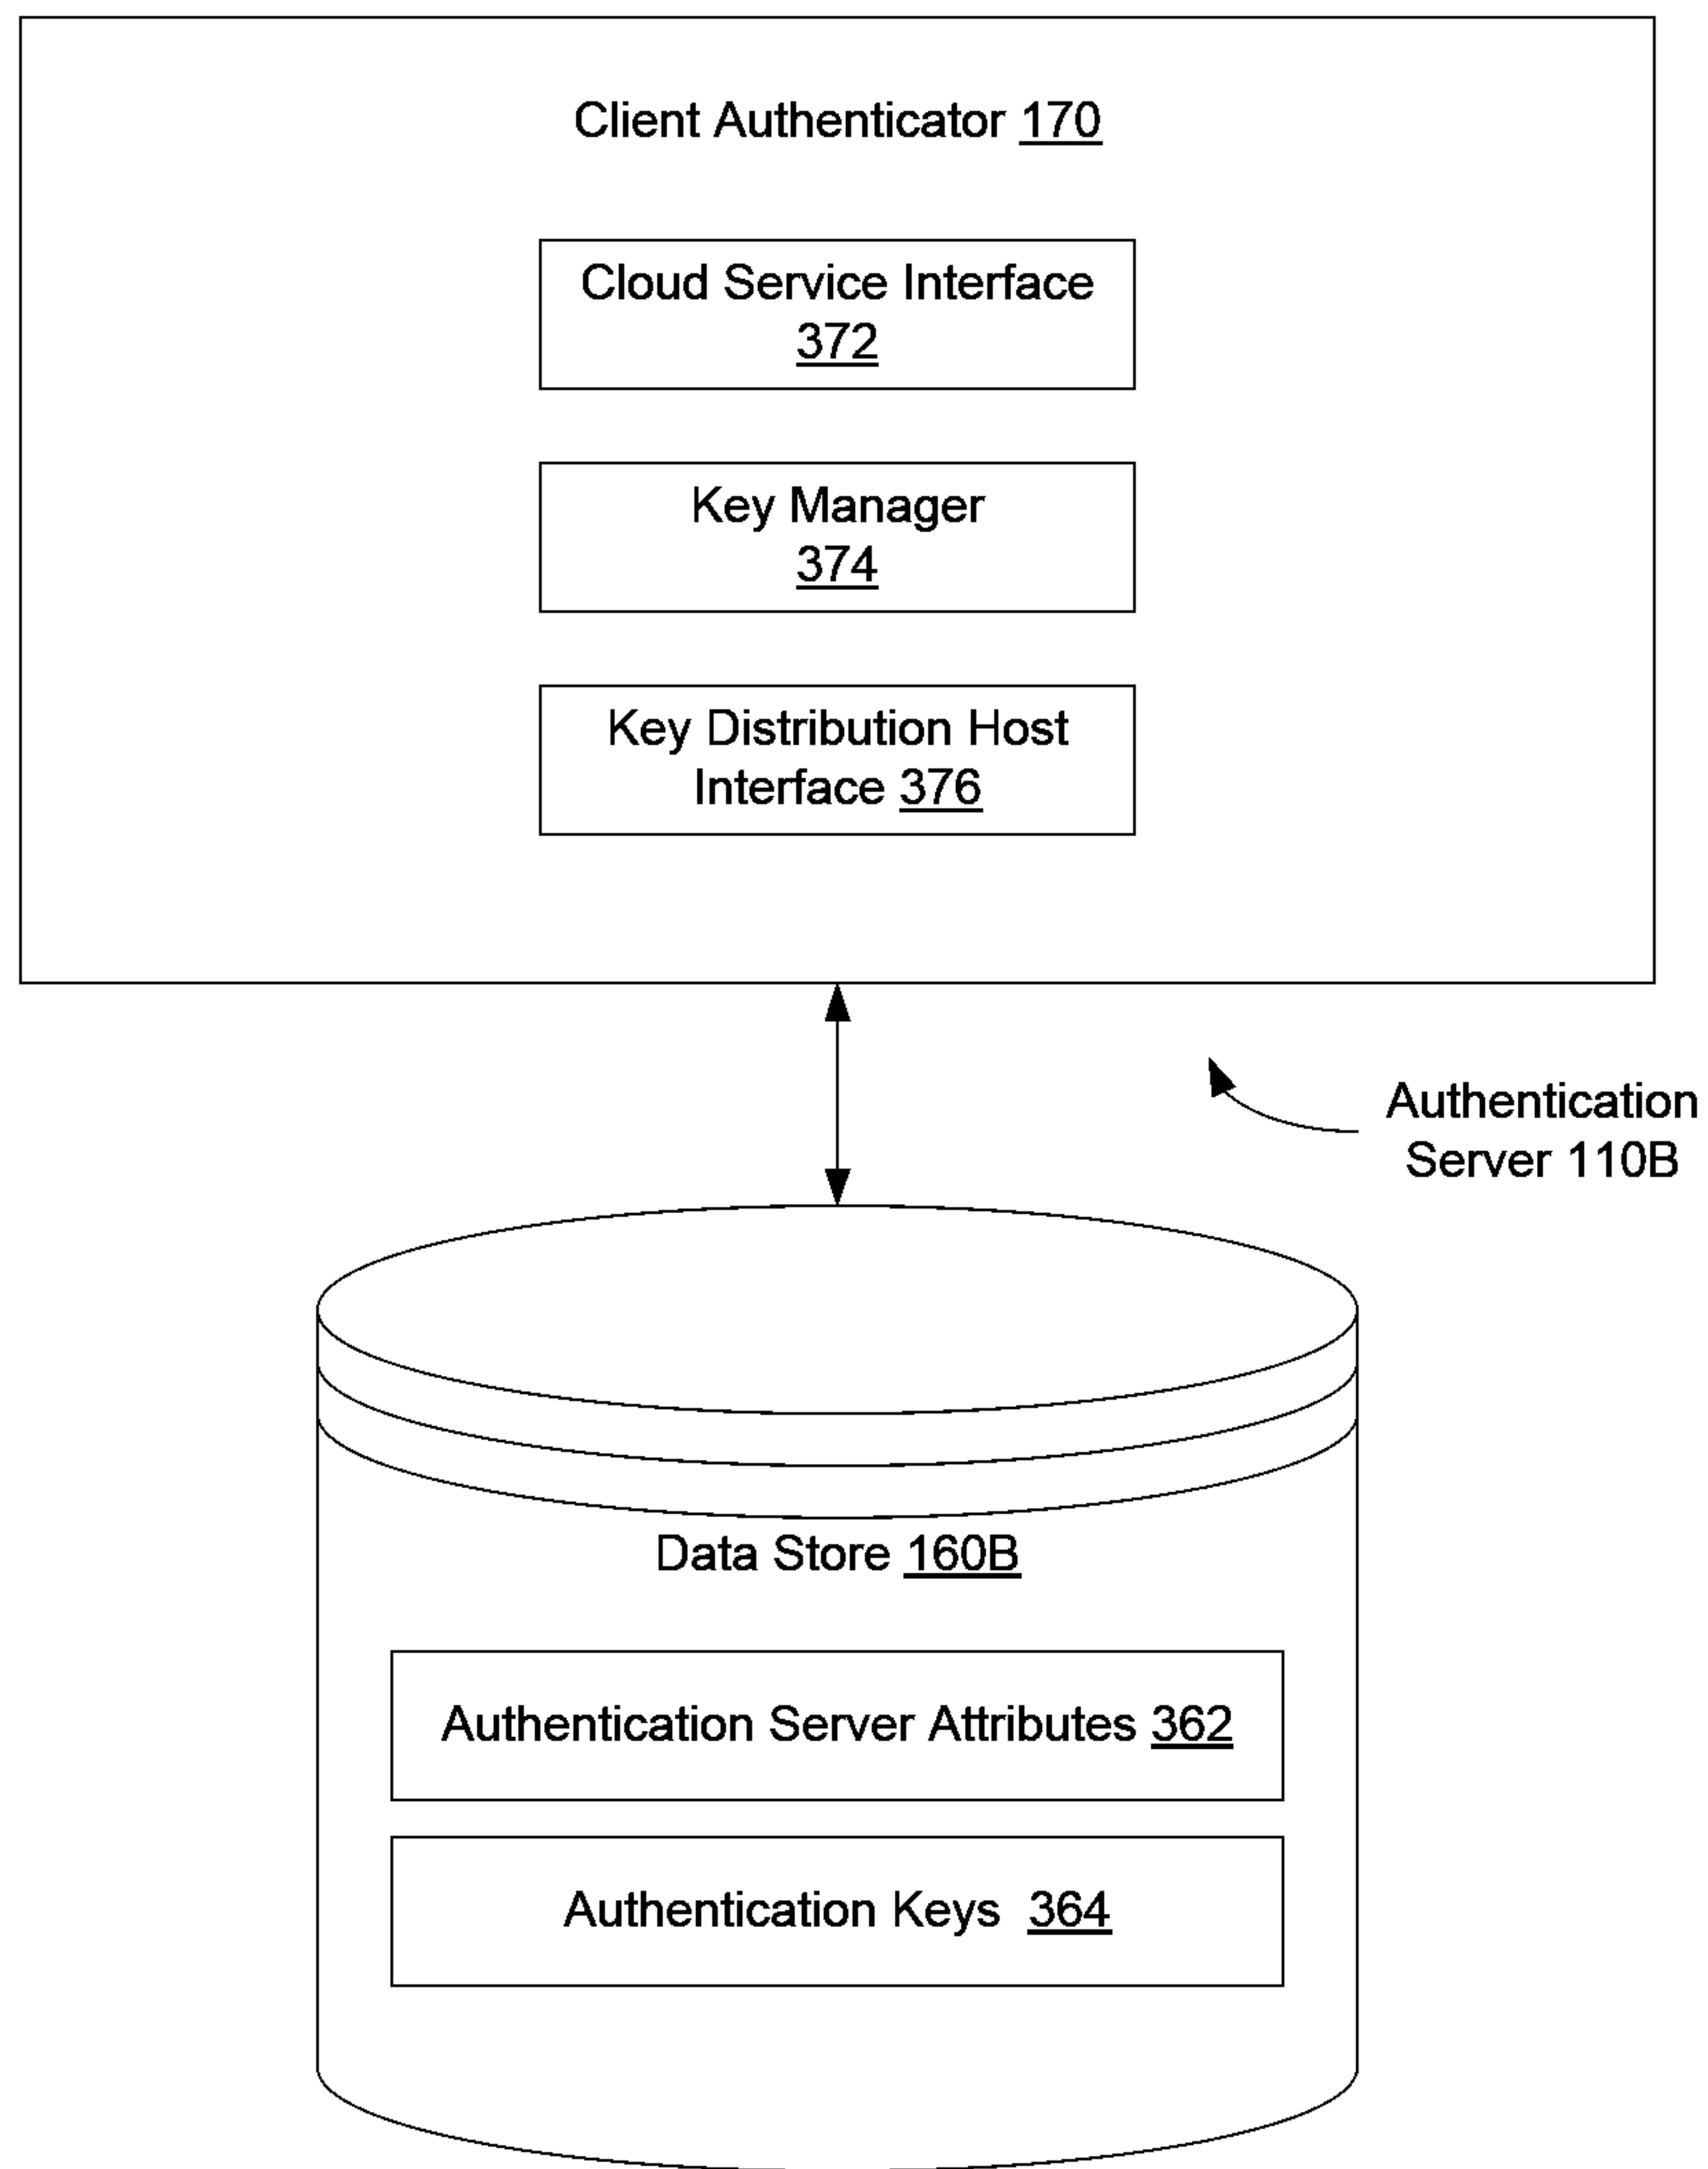 Client Authenticator 170
Cloud Service Interface
372
Key Manager
374
Key Distribution Host
Interface 376
Authentication
Server 110B
Data Store 160B
Authentication Server Attributes 362
Authentication Keys 364